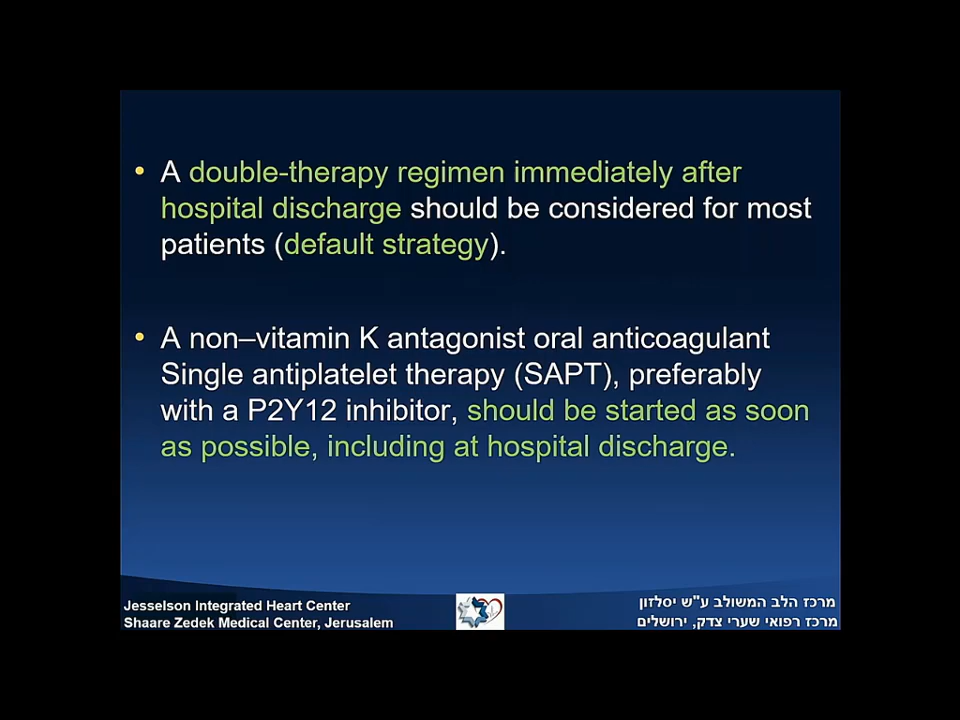 • A double-therapy regimen immediately after
hospital discharge should be considered for most
patients (default strategy).
• A non–vitamin K antagonist oral anticoagulant
Single antiplatelet therapy (SAPT), preferably
with a P2Y12 inhibitor, should be started as soon
as possible, including at hospital discharge.
Jesselson Integrated Heart Center
Shaare Zedek Medical Center, Jerusalem
מרכז הלב המשולב ע"ש יסלזון
מרכז רפואי שערי צדק, ירושלים